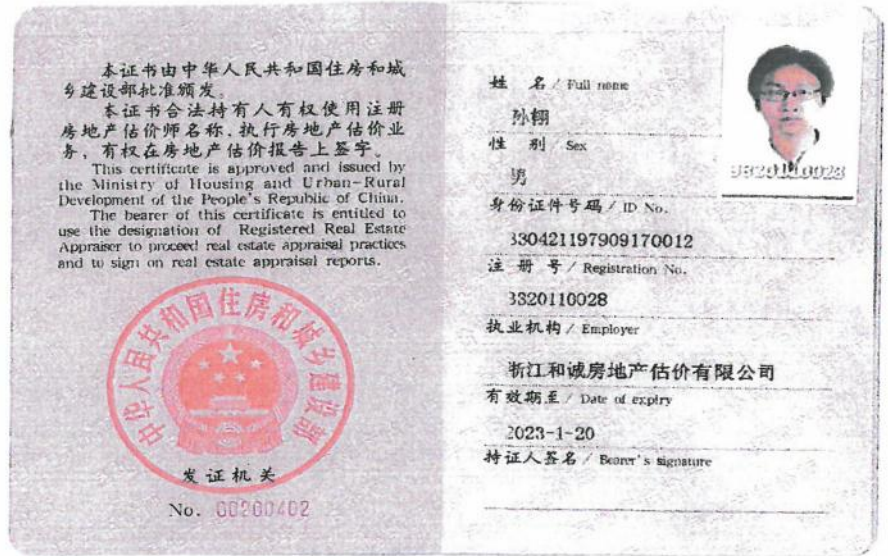 本证书由中华人民共和国住房和城
乡建设部批准颁发。
本证书合法持有人有权使用注册
房地产估价师名称、执行房地产估价业
务，有权在房地产估价报告上签字。
This certificate is approved and issued by
the Ministry of Housing and Urban-Rural
Development of the People's Republic of China.
The bearer of this certificate is entitled to
use the designation of Registered Real Estate
Appraiser to proceed real estate appraisal practices
and to sign on real estate appraisal reports.
中华人民共和国住房和城乡建设部
发证机关
No. 00200402
姓 名 / Full name
孙栩
性 别 / Sex
男
身份证件号码 / ID No.
330421197909170012
注 册 号 / Registration No.
3320110028
执业机构 / Employer
浙江和诚房地产估价有限公司
有效期至 / Date of expiry
2023-1-20
持证人签名 / Bearer's signature
3320110028